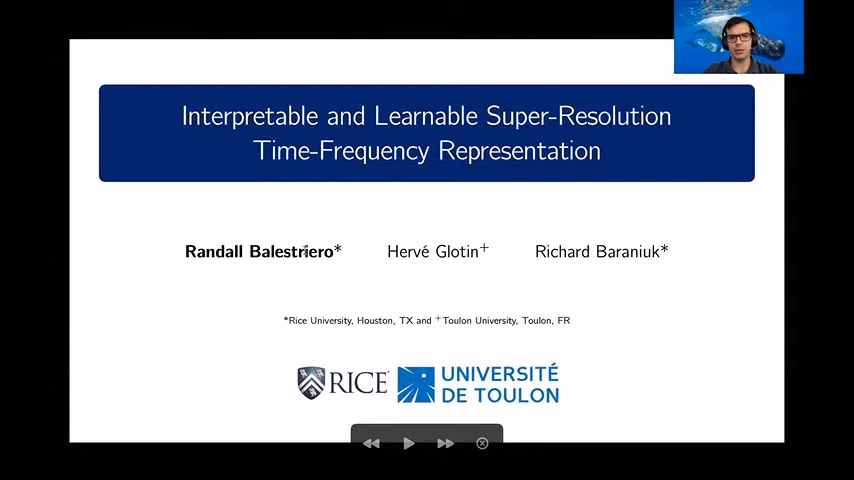 Interpretable and Learnable Super-Resolution
Time-Frequency Representation
Randall Balestriero* Hervé Glotin+ Richard Baraniuk*
*Rice University, Houston, TX and +Toulon University, Toulon, FR
RICE UNIVERSITÉ
DE TOULON